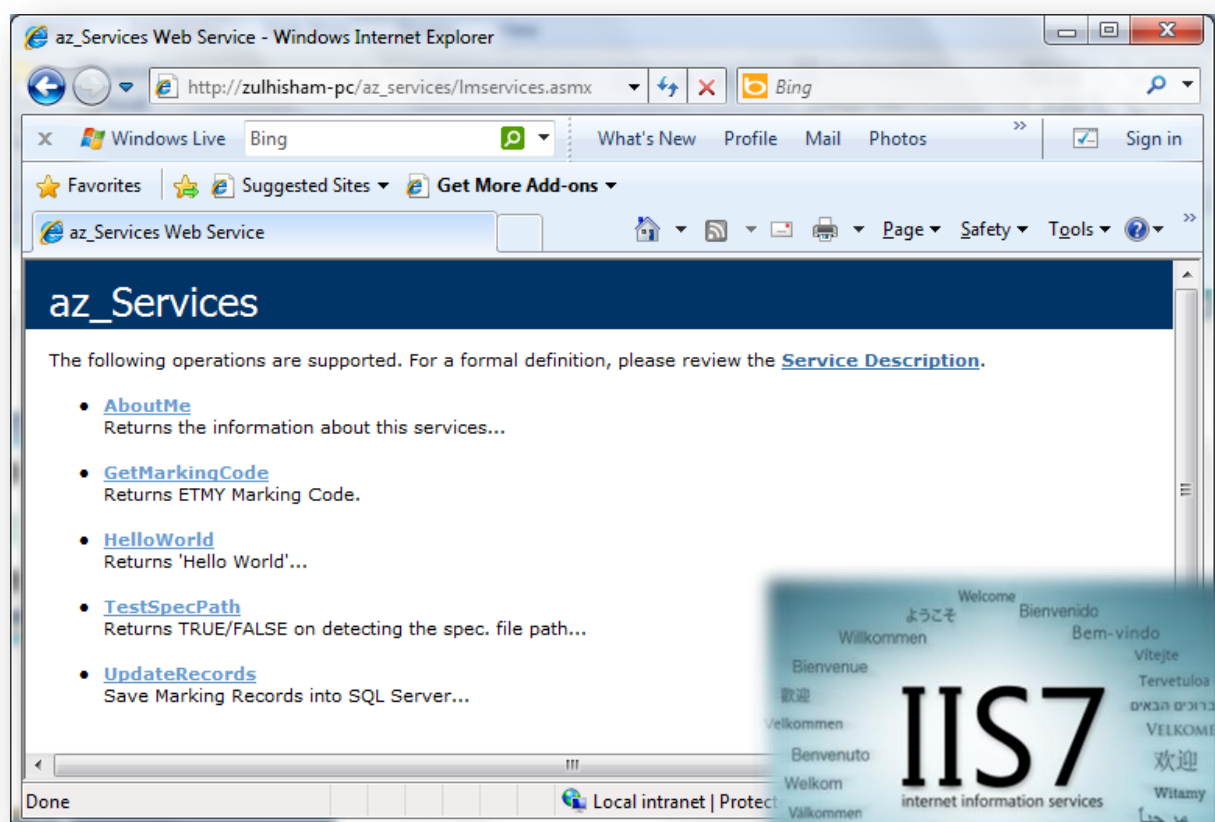 az_Services Web Service - Windows Internet Explorer
http://zulhisham-pc/az_services/lmservices.asmx
Bing
x Windows Live Bing What's New Profile Mail Photos » Sign in
Favorites Suggested Sites Get More Add-ons
az_Services Web Service Page Safety Tools »
az_Services
The following operations are supported. For a formal definition, please review the Service Description.
AboutMe
Returns the information about this services...
GetMarkingCode
Returns ETMY Marking Code.
HelloWorld
Returns 'Hello World'...
TestSpecPath
Returns TRUE/FALSE on detecting the spec. file path...
UpdateRecords
Save Marking Records into SQL Server...
Done
Local intranet | Protect
Welcome
ようこそ
Bienvenido
Willkommen
Bem-vindo
Bienvenue
Vítejte
歓迎
Tervetuloa
ברוכים הבאים
Velkommen
VELKOME
Benvenuto
欢迎
Welkom
Witamy
Välkommen
IIS7
internet information services